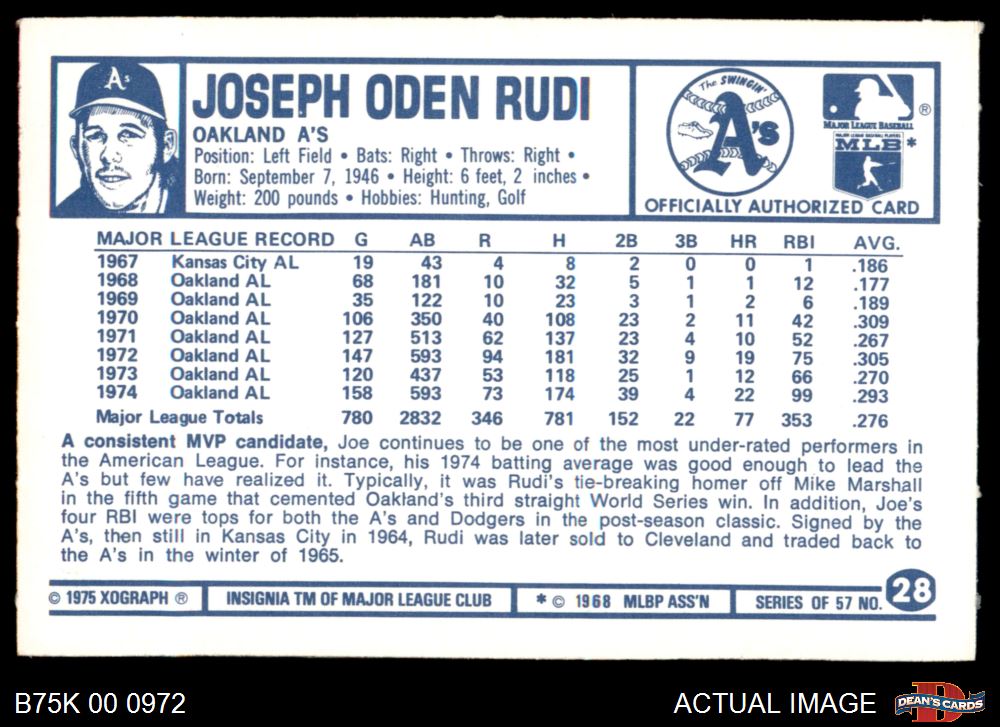 A's
JOSEPH ODEN RUDI
OAKLAND A'S
Position: Left Field • Bats: Right • Throws: Right •
Born: September 7, 1946 • Height: 6 feet, 2 inches •
Weight: 200 pounds • Hobbies: Hunting, Golf
The SWINGIN'
A's
®
MAJOR LEAGUE BASEBALL
MAJOR LEAGUE BASEBALL PLAYERS
MLB *
OFFICIALLY AUTHORIZED CARD
MAJOR LEAGUE RECORD G AB R H 2B 3B HR RBI AVG.
1967 Kansas City AL 19 43 4 8 2 0 0 1 .186
1968 Oakland AL 68 181 10 32 5 1 1 12 .177
1969 Oakland AL 35 122 10 23 3 1 2 6 .189
1970 Oakland AL 106 350 40 108 23 2 11 42 .309
1971 Oakland AL 127 513 62 137 23 4 10 52 .267
1972 Oakland AL 147 593 94 181 32 9 19 75 .305
1973 Oakland AL 120 437 53 118 25 1 12 66 .270
1974 Oakland AL 158 593 73 174 39 4 22 99 .293
Major League Totals 780 2832 346 781 152 22 77 353 .276
A consistent MVP candidate, Joe continues to be one of the most under-rated performers in
the American League. For instance, his 1974 batting average was good enough to lead the
A's but few have realized it. Typically, it was Rudi's tie-breaking homer off Mike Marshall
in the fifth game that cemented Oakland's third straight World Series win. In addition, Joe's
four RBI were tops for both the A's and Dodgers in the post-season classic. Signed by the
A's, then still in Kansas City in 1964, Rudi was later sold to Cleveland and traded back to
the A's in the winter of 1965.
© 1975 XOGRAPH ® INSIGNIA TM OF MAJOR LEAGUE CLUB * © 1968 MLBP ASS'N SERIES OF 57 NO. 28
B75K 00 0972 ACTUAL IMAGE
D
DEAN'S CARDS